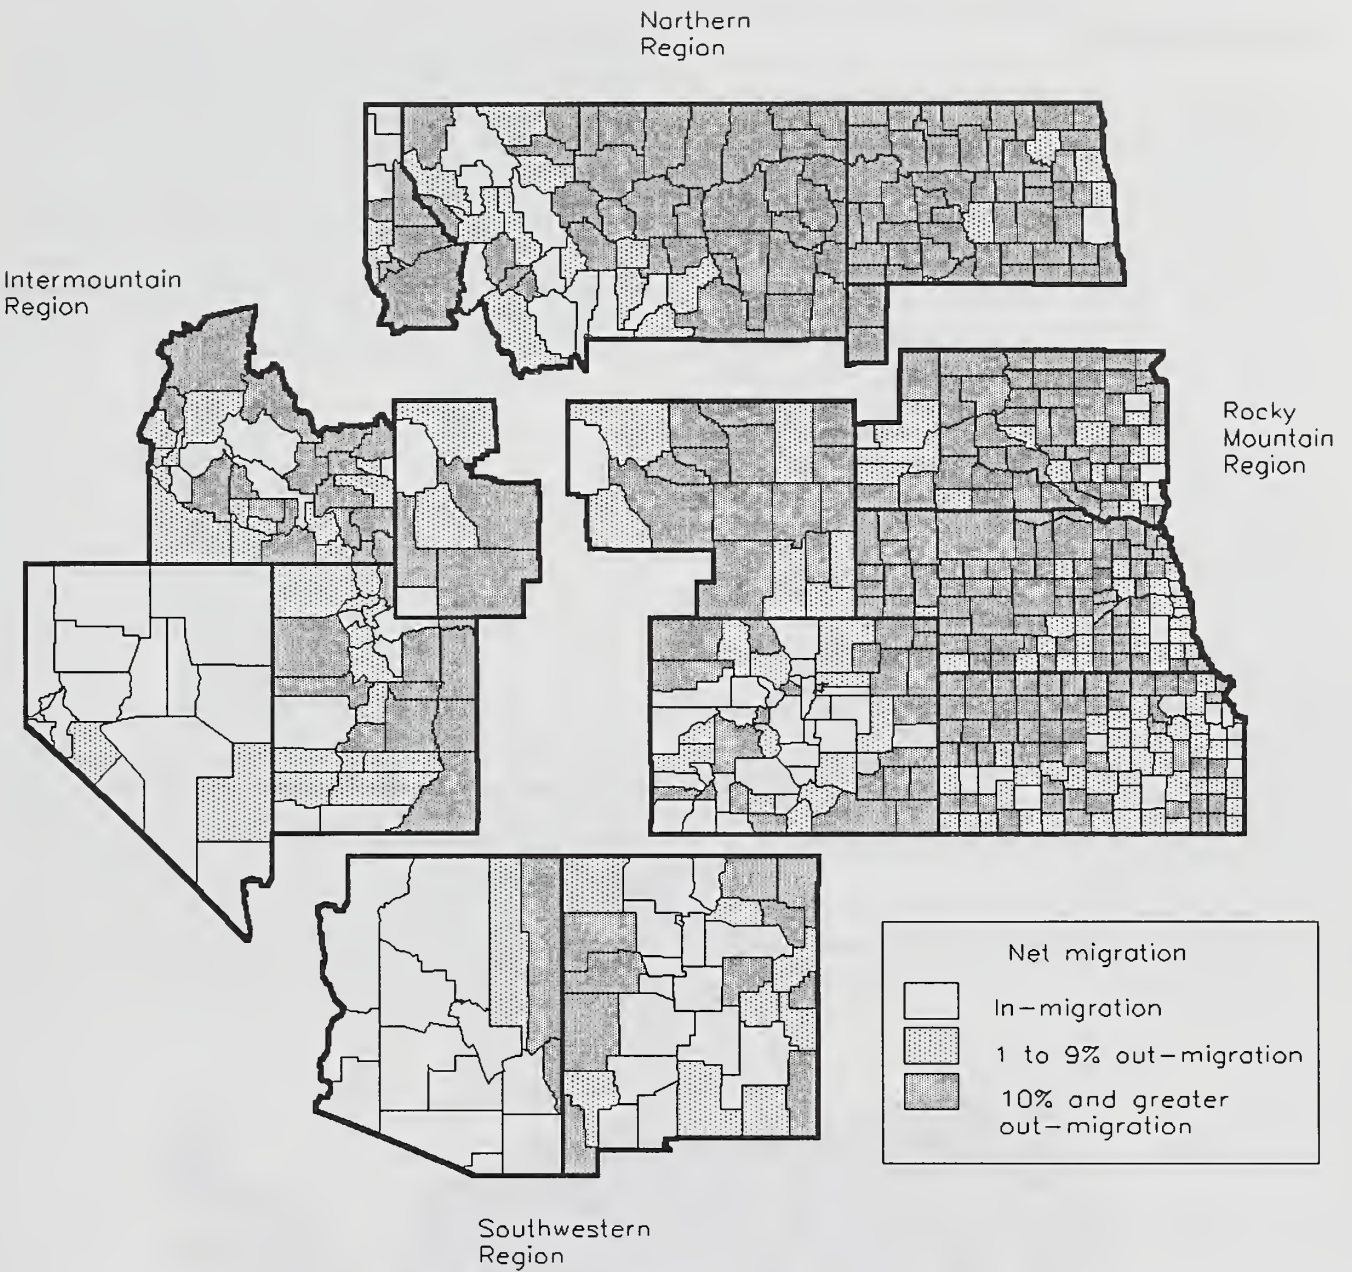 Northern
Region
Intermountain
Region
Rocky
Mountain
Region
Net migration
In-migration
1 to 9% out-migration
10% and greater
out-migration
Southwestern
Region